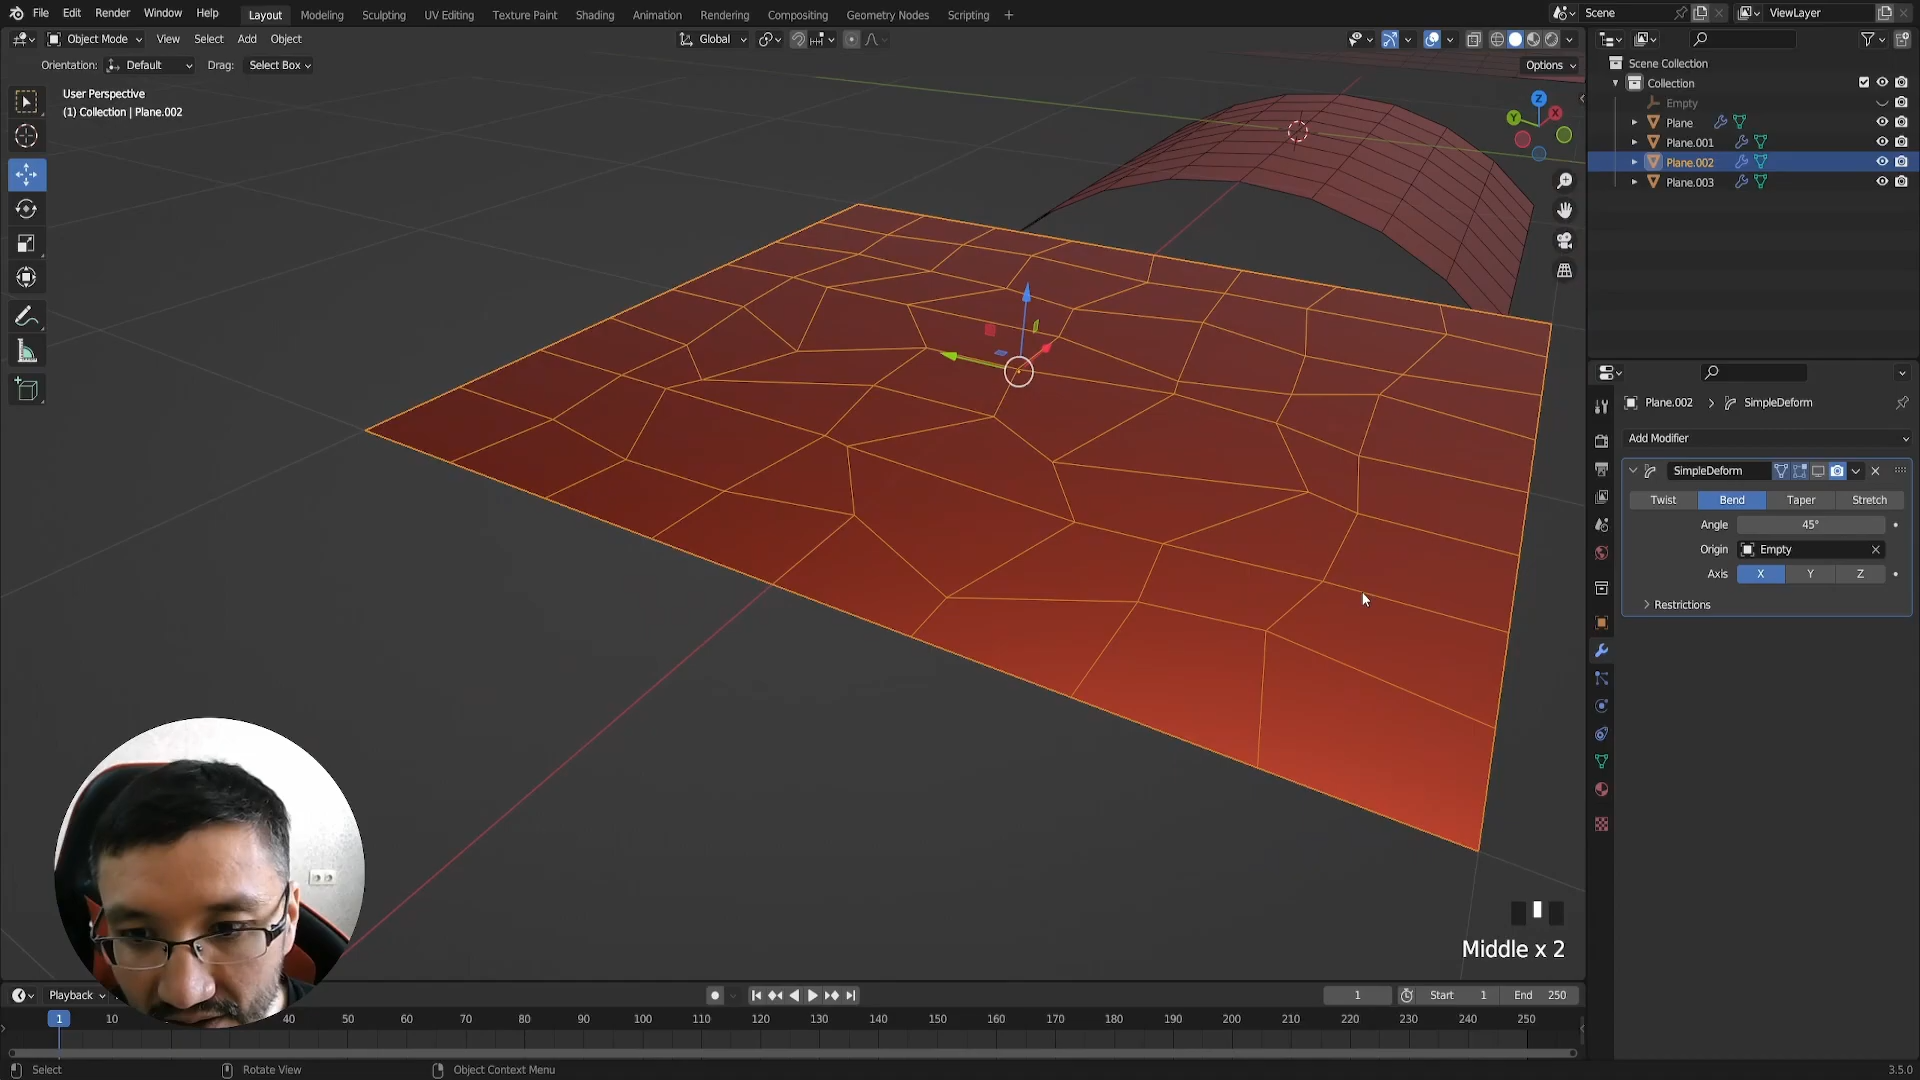 File Edit Render Window Help
Layout Modeling Sculpting UV Editing Texture Paint Shading Animation Rendering Compositing Geometry Nodes Scripting
Scene
ViewLayer
Object Mode View Select Add Object
Global
Orientation: Default Drag: Select Box
Options
User Perspective
(1) Collection | Plane.002
Z
X
Y
Scene Collection
Collection
Empty
Plane
Plane.001
Plane.002
Plane.003
Plane.002 > SimpleDeform
Add Modifier
SimpleDeform
Twist Bend Taper Stretch
Angle 45°
Origin Empty
Axis X Y Z
Restrictions
Middle x 2
Playback
1
Start 1
End 250
1 10 40 50 60 70 80 90 100 110 120 130 140 150 160 170 180 190 200 210 220 230 240 250
Select
Rotate View
Object Context Menu
3.5.0